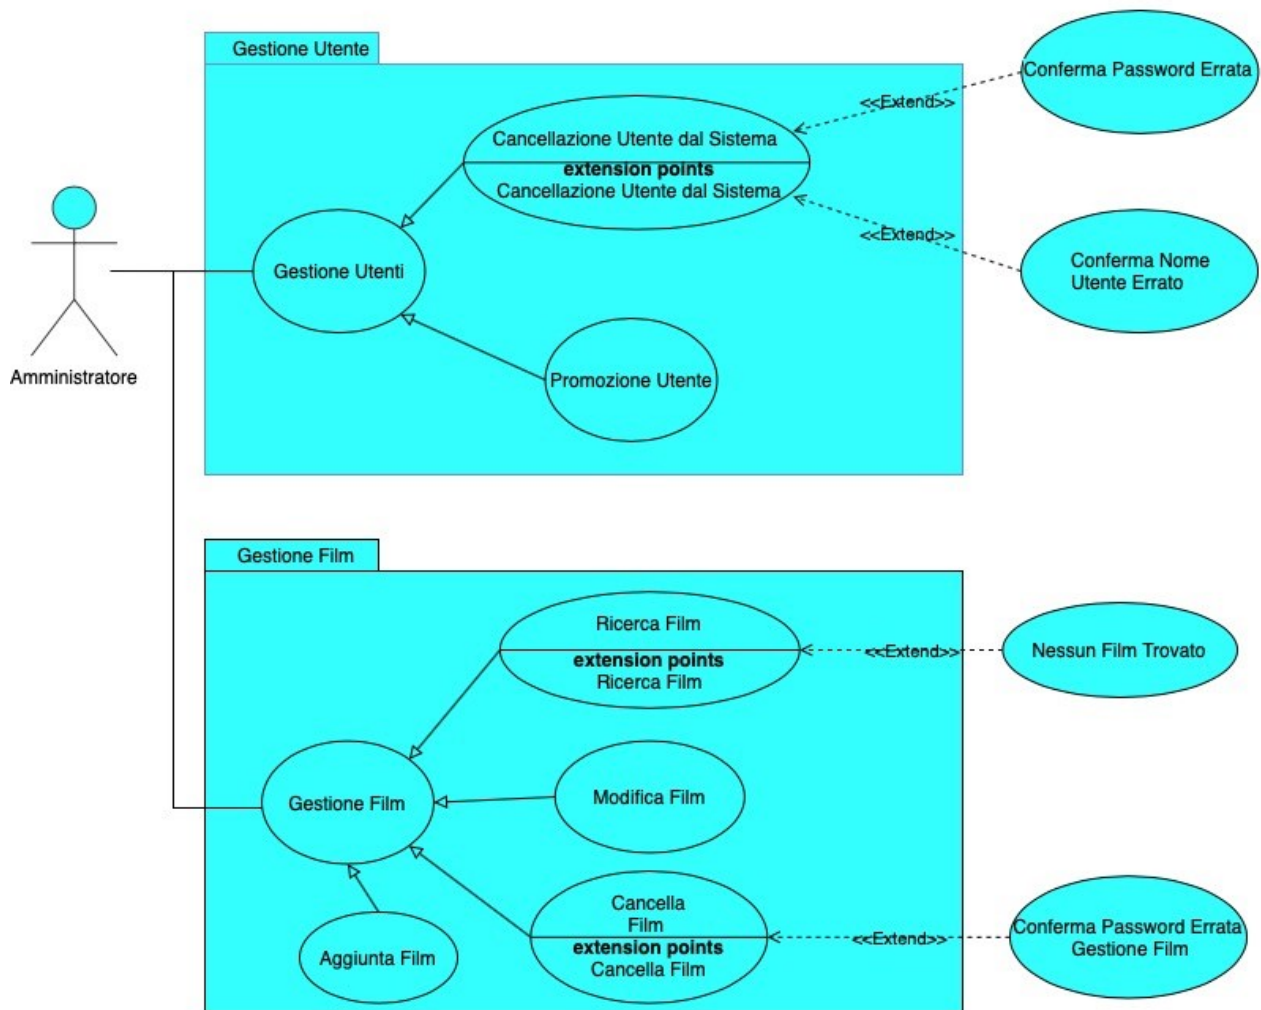 Gestione Utente
Conferma Password Errata
<<Extend>>
Cancellazione Utente dal Sistema
extension points
Cancellazione Utente dal Sistema
<<Extend>>
Conferma Nome
Utente Errato
Gestione Utenti
Amministratore
Promozione Utente
Gestione Film
Ricerca Film
extension points
Ricerca Film
<<Extend>>
Nessun Film Trovato
Gestione Film
Modifica Film
Cancella
Film
extension points
Cancella Film
<<Extend>>
Conferma Password Errata
Gestione Film
Aggiunta Film